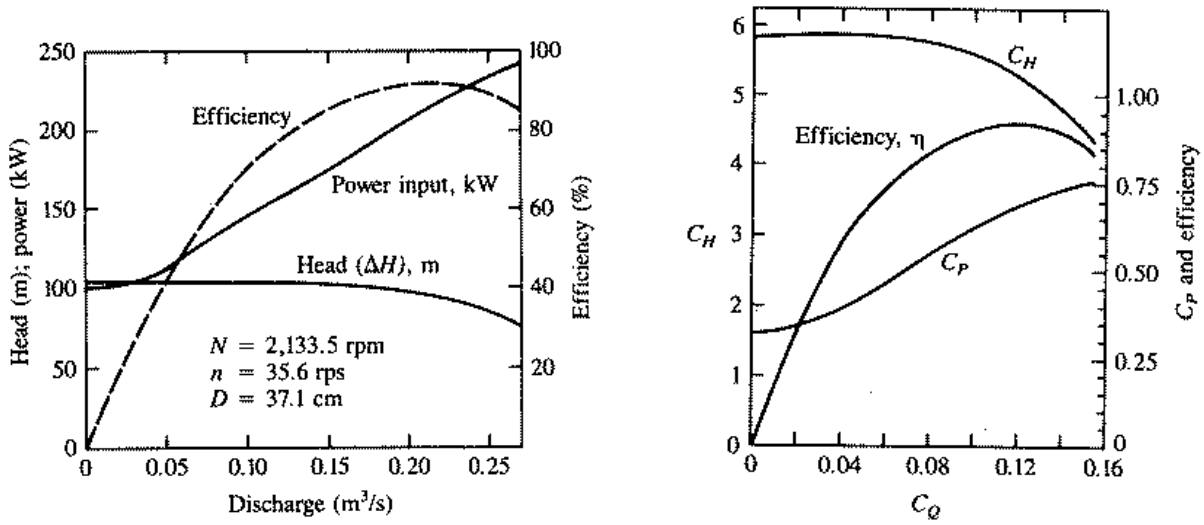 Head (m); power (kW)
250
200
150
100
50
0
Efficiency
Power input, kW
Head (ΔH), m
N = 2,133.5 rpm
n = 35.6 rps
D = 37.1 cm
100
80
60
40
20
Efficiency (%)
0 0.05 0.10 0.15 0.20 0.25
Discharge (m³/s)
C_H
6
5
4
3
2
1
0
C_H
Efficiency, η
C_P
1.00
0.75
0.50
0.25
0
C_P and efficiency
0 0.04 0.08 0.12 0.16
C_Q